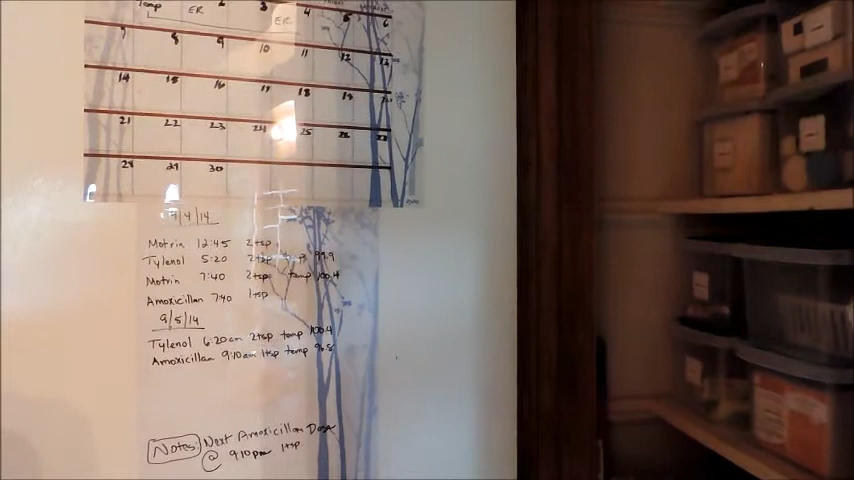 Temp ER ER
2 3 4 5 6
7 8 9 10 11 12 13
14 15 16 17 18 19 20
21 22 23 24 25 26 27
28 29 30
9/4/14
Motrin 12:45 2tsp
Tylenol 5:20 2tsp temp 99.9
Motrin 7:40 2tsp temp 100.4
Amoxicillan 7:40 1tsp
9/5/14
Tylenol 6:20am 2tsp temp 100.4
Amoxicillan 9:10am 1tsp temp 96.8
Notes: Next Amoxicillan Dose
@ 910pm 1tsp